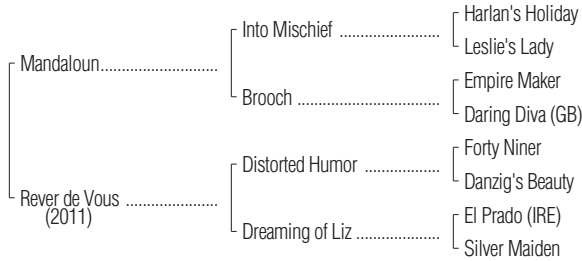 Harlan's Holiday
Into Mischief ....................
Leslie's Lady
Mandaloun........................
Empire Maker
Brooch .............................
Daring Diva (GB)
Forty Niner
Distorted Humor ...............
Danzig's Beauty
Rever de Vous ...................
(2011)
El Prado (IRE)
Dreaming of Liz .................
Silver Maiden